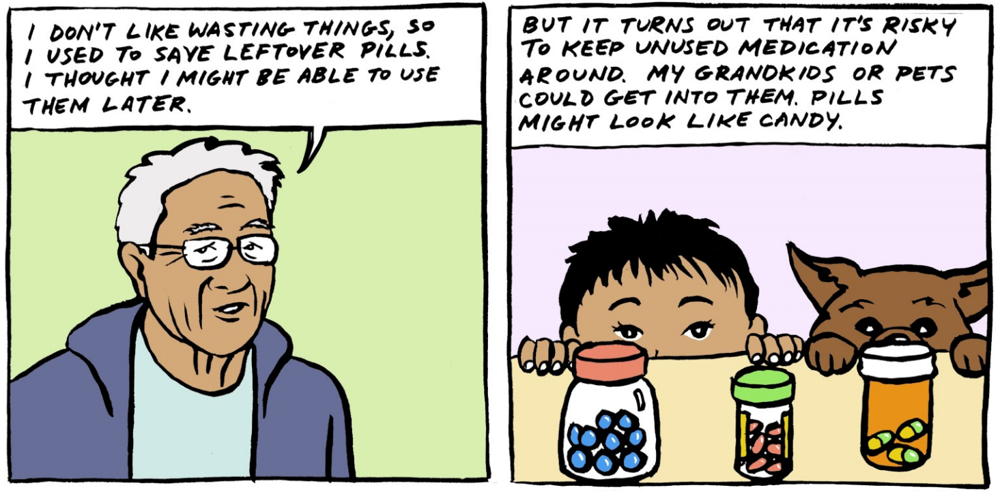 I DON'T LIKE WASTING THINGS, SO
I USED TO SAVE LEFTOVER PILLS.
I THOUGHT I MIGHT BE ABLE TO USE
THEM LATER.
BUT IT TURNS OUT THAT IT'S RISKY
TO KEEP UNUSED MEDICATION
AROUND. MY GRANDKIDS OR PETS
COULD GET INTO THEM. PILLS
MIGHT LOOK LIKE CANDY.